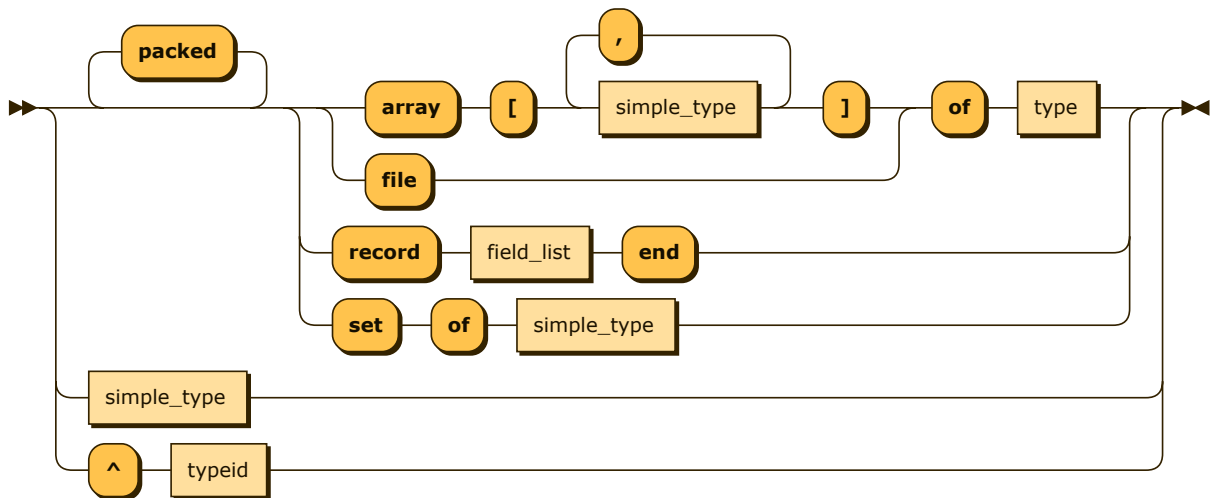 packed
,
array [ simple_type ] of type
file
record field_list end
set of simple_type
simple_type
^ typeid